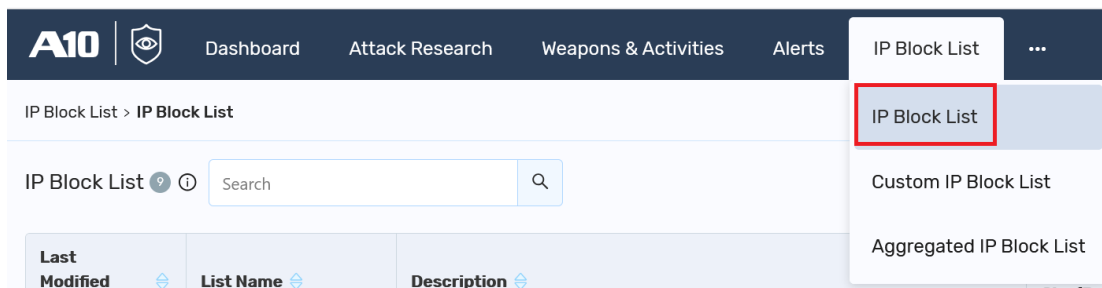 A10 Dashboard Attack Research Weapons & Activities Alerts IP Block List ...
IP Block List > IP Block List
IP Block List
IP Block List 9 Search
Custom IP Block List
Aggregated IP Block List
Last
Modified List Name Description